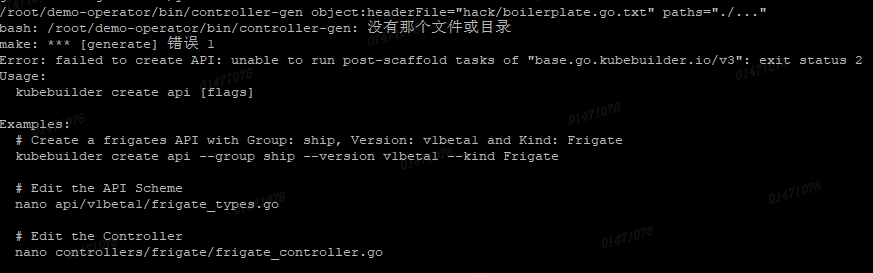 /root/demo-operator/bin/controller-gen object:headerFile="hack/boilerplate.go.txt" paths="./..."
bash: /root/demo-operator/bin/controller-gen: 没有那个文件或目录
make: *** [generate] 错误 1
Error: failed to create API: unable to run post-scaffold tasks of "base.go.kubebuilder.io/v3": exit status 2
Usage:
  kubebuilder create api [flags]

Examples:
  # Create a frigates API with Group: ship, Version: v1beta1 and Kind: Frigate
  kubebuilder create api --group ship --version v1beta1 --kind Frigate

  # Edit the API Scheme
  nano api/v1beta1/frigate_types.go

  # Edit the Controller
  nano controllers/frigate/frigate_controller.go
01471076
01471076
01471076
01471076
01471076
01471076